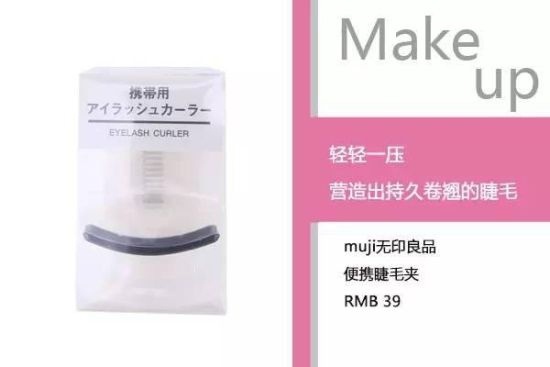 携帯用
アイラッシュカーラー
EYELASH CURLER
Make
up
轻轻一压
营造出持久卷翘的睫毛
muji无印良品
便携睫毛夹
RMB 39